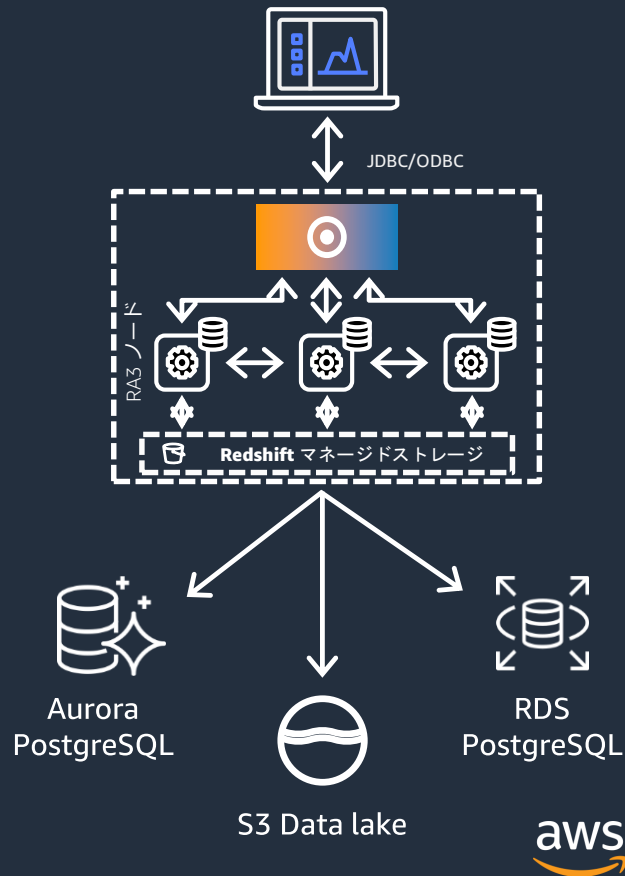 JDBC/ODBC
RA3 ノード
Redshift マネージドストレージ
Aurora
PostgreSQL
RDS
PostgreSQL
S3 Data lake
aws